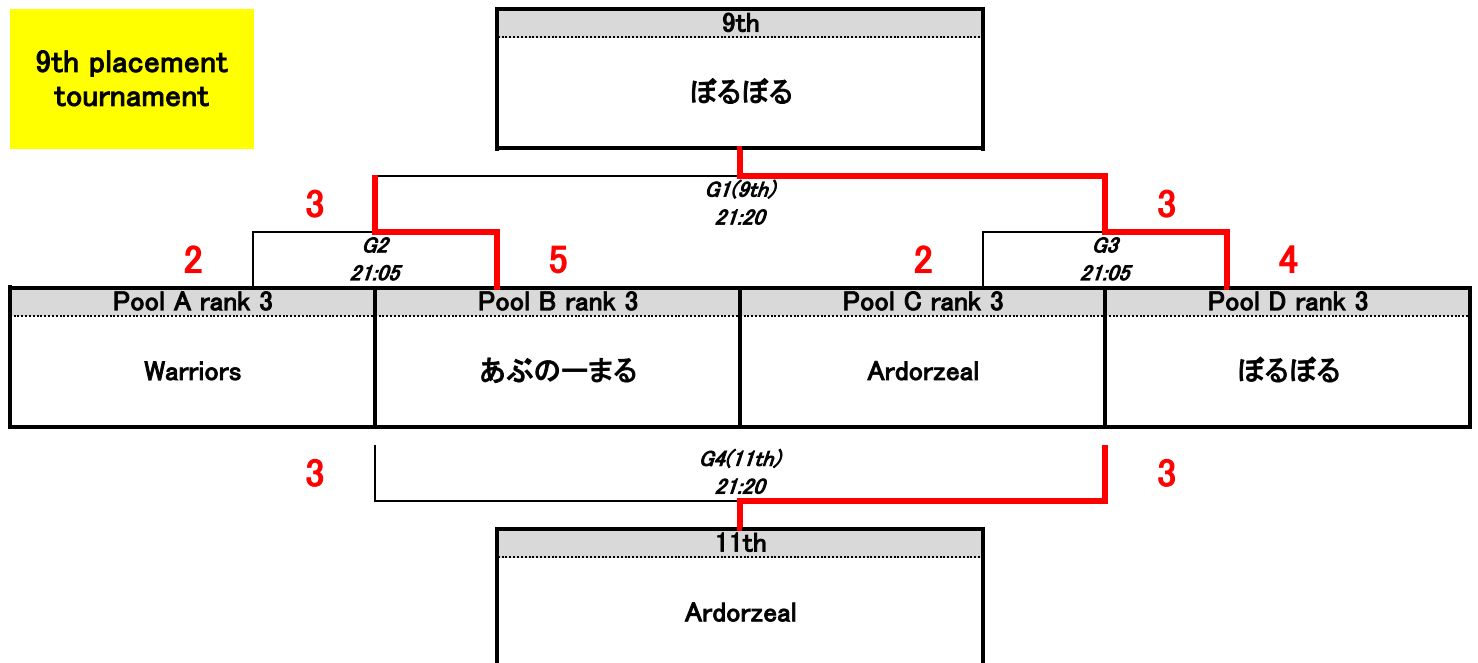 9th placement
tournament
9th
ぼるぼる
G1(9th)
21:20
3
3
G2
21:05
2
5
G3
21:05
2
4
Pool A rank 3
Pool B rank 3
Pool C rank 3
Pool D rank 3
Warriors
あぶのーまる
Ardorzeal
ぼるぼる
G4(11th)
21:20
3
3
11th
Ardorzeal